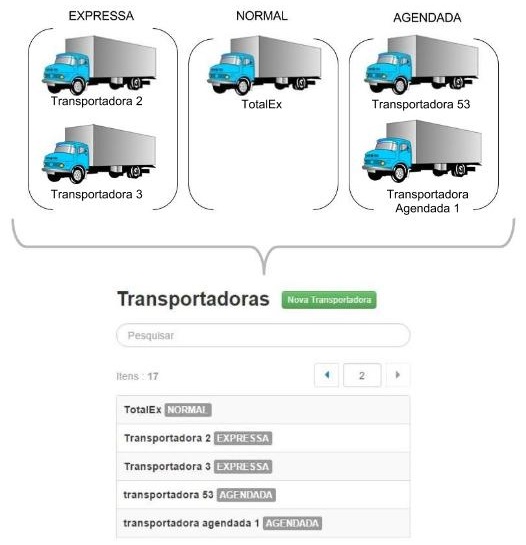 EXPRESSA NORMAL AGENDADA
Transportadora 2 TotalEx Transportadora 53
Transportadora 3 Transportadora
Agendada 1
Transportadoras Nova Transportadora
Pesquisar
Itens : 17 2
TotalEx NORMAL
Transportadora 2 EXPRESSA
Transportadora 3 EXPRESSA
transportadora 53 AGENDADA
transportadora agendada 1 AGENDADA